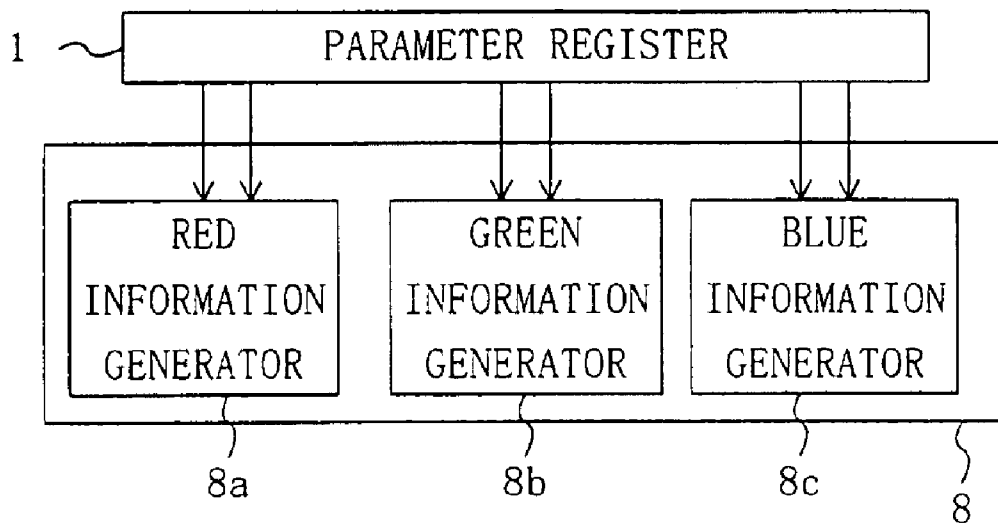 1
PARAMETER REGISTER
RED
INFORMATION
GENERATOR
GREEN
INFORMATION
GENERATOR
BLUE
INFORMATION
GENERATOR
8a
8b
8c
8